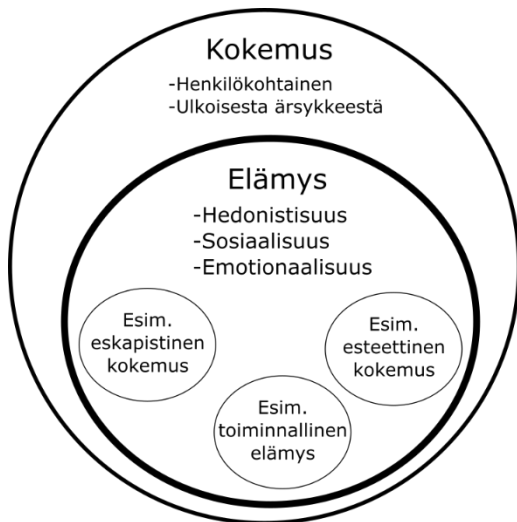 Kokemus
-Henkilökohtainen
-Ulkoisesta ärsykkeestä
Elämys
-Hedonistisuus
-Sosiaalisuus
-Emotionaalisuus
Esim.
eskapistinen
kokemus
Esim.
esteettinen
kokemus
Esim.
toiminnallinen
elämys